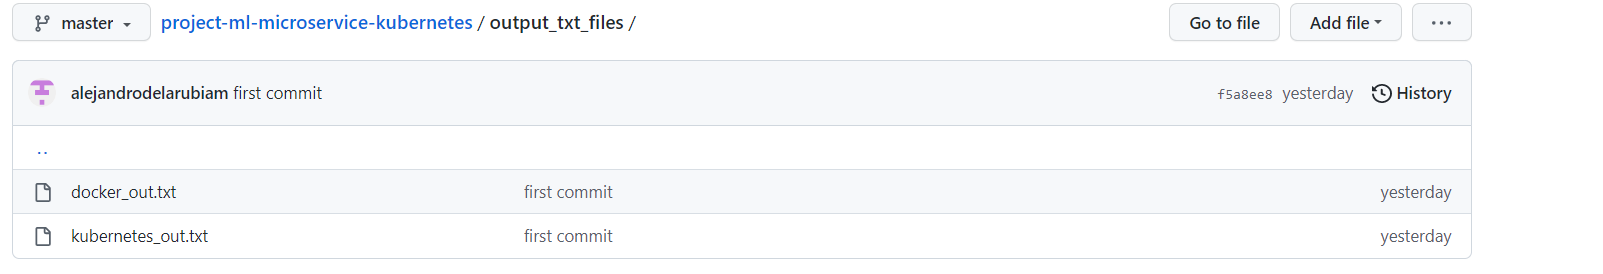 master project-ml-microservice-kubernetes / output_txt_files / Go to file Add file ...
alejandrodelarubiam first commit f5a8ee8 yesterday History
..
docker_out.txt first commit yesterday
kubernetes_out.txt first commit yesterday